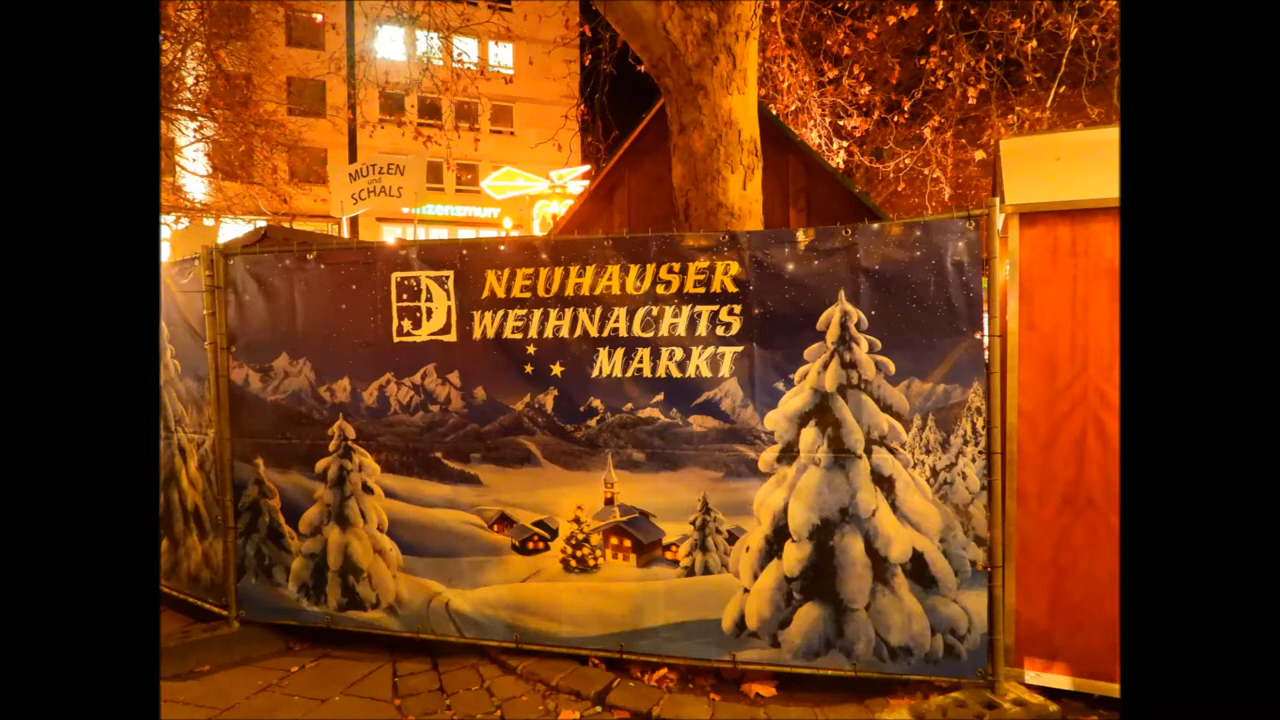 MÜTZEN
und
SCHALS
NEUHAUSER
WEIHNACHTS
MARKT